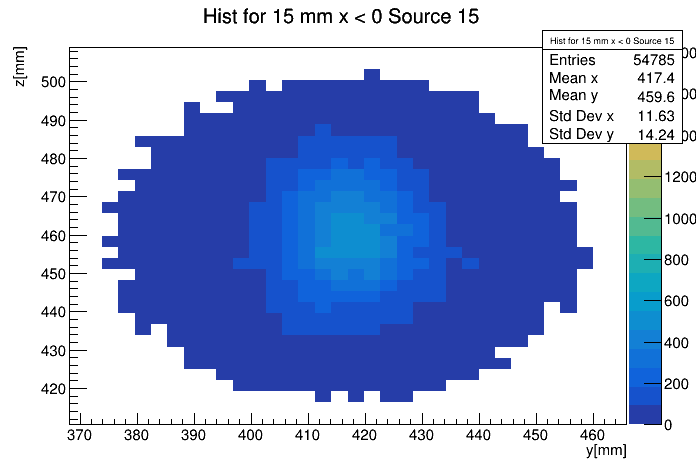 Hist for 15 mm x < 0 Source 15
Hist for 15 mm x < 0 Source 15
Entries 54785
Mean x 417.4
Mean y 459.6
Std Dev x 11.63
Std Dev y 14.24
z[mm]
500
490
480
470
460
450
440
430
420
370 380 390 400 410 420 430 440 450 460
y[mm]
1200
1000
800
600
400
200
0